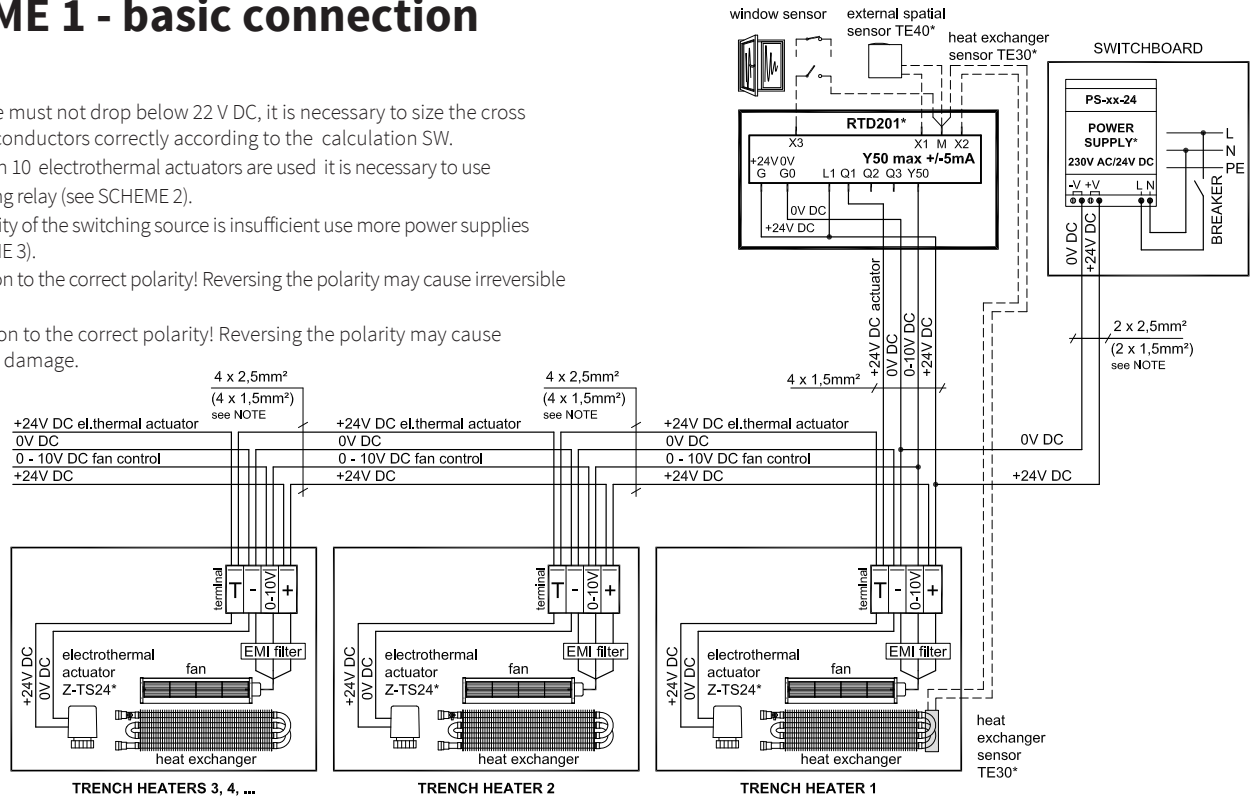 ME 1 - basic connection
e must not drop below 22 V DC, it is necessary to size the cross
conductors correctly according to the calculation SW.
n 10 electrothermal actuators are used it is necessary to use
ng relay (see SCHEME 2).
ity of the switching source is insufficient use more power supplies
E 3).
on to the correct polarity! Reversing the polarity may cause irreversible
on to the correct polarity! Reversing the polarity may cause
damage.
window sensor
external spatial
sensor TE40*
heat exchanger
sensor TE30*
SWITCHBOARD
RTD201*
X3
X1 M X2
+24V 0V
Y50 max +/-5mA
G G0 L1 Q1 Q2 Q3 Y50
0V DC
+24V DC
PS-xx-24
POWER
SUPPLY*
230V AC/24V DC
-V +V
L N
L
N
PE
BREAKER
0V DC
+24V DC
+24V DC actuator
0V DC
0-10V DC
+24V DC
2 x 2,5mm²
(2 x 1,5mm²)
see NOTE
4 x 2,5mm²
(4 x 1,5mm²)
see NOTE
4 x 2,5mm²
(4 x 1,5mm²)
see NOTE
4 x 1,5mm²
+24V DC el.thermal actuator
0V DC
0 - 10V DC fan control
+24V DC
+24V DC el.thermal actuator
0V DC
0 - 10V DC fan control
+24V DC
+24V DC el.thermal actuator
0V DC
0 - 10V DC fan control
+24V DC
0V DC
+24V DC
terminal
T - 0-10V +
EMI filter
+24V DC
0V DC
electrothermal
actuator
Z-TS24*
fan
heat exchanger
TRENCH HEATERS 3, 4, ...
terminal
T - 0-10V +
EMI filter
+24V DC
0V DC
electrothermal
actuator
Z-TS24*
fan
heat exchanger
TRENCH HEATER 2
terminal
T - 0-10V +
EMI filter
+24V DC
0V DC
electrothermal
actuator
Z-TS24*
fan
heat exchanger
TRENCH HEATER 1
heat
exchanger
sensor
TE30*